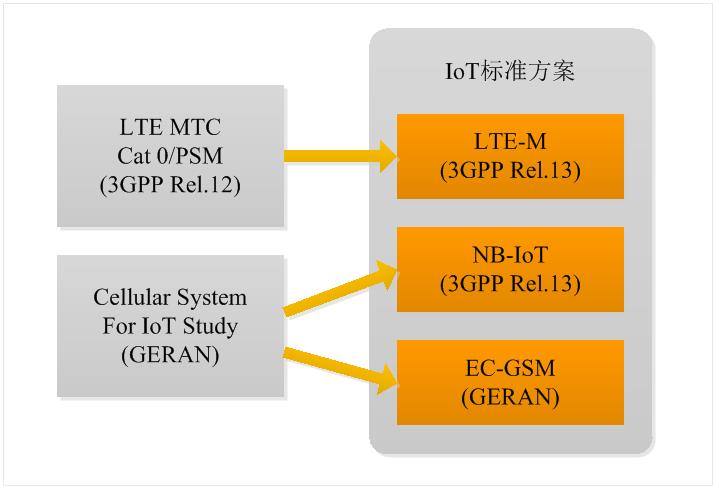 LTE MTC
Cat 0/PSM
(3GPP Rel.12)
Cellular System
For IoT Study
(GERAN)
IoT标准方案
LTE-M
(3GPP Rel.13)
NB-IoT
(3GPP Rel.13)
EC-GSM
(GERAN)